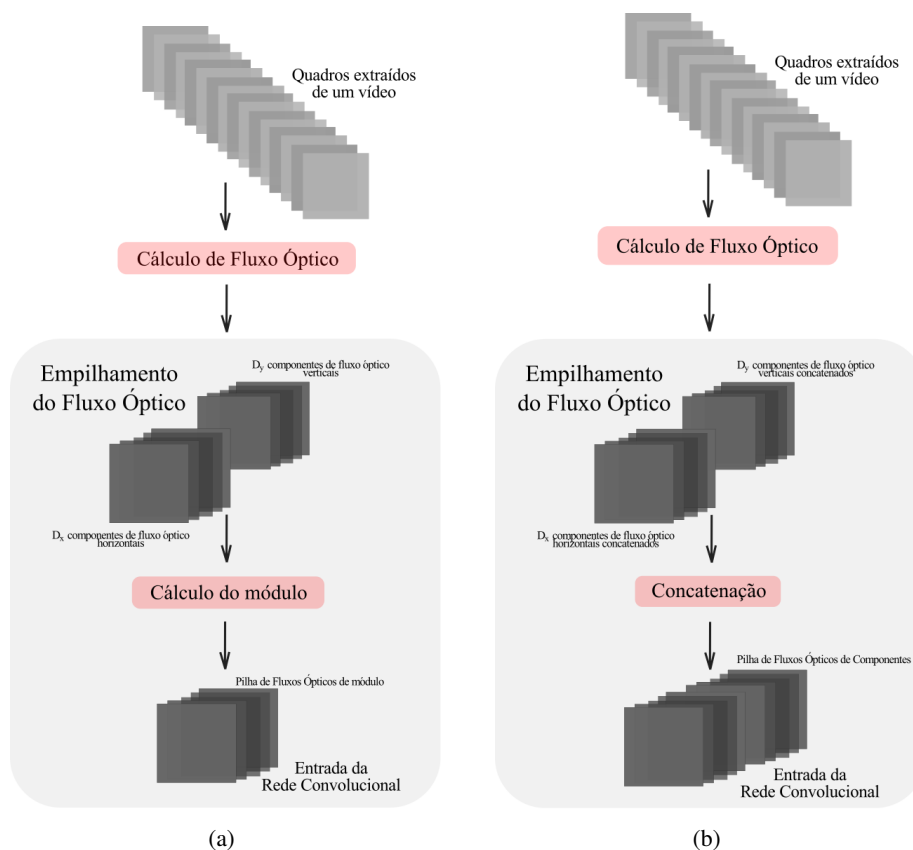 Quadros extraídos
de um vídeo
Cálculo de Fluxo Óptico
Empilhamento
do Fluxo Óptico
Dy componentes de fluxo óptico
verticais
Dx componentes de fluxo óptico
horizontais
Cálculo do módulo
Pilha de Fluxos Ópticos de módulo
Entrada da
Rede Convolucional
(a)
Quadros extraídos
de um vídeo
Cálculo de Fluxo Óptico
Empilhamento
do Fluxo Óptico
Dy componentes de fluxo óptico
verticais concatenados
Dx componentes de fluxo óptico
horizontais concatenados
Concatenação
Pilha de Fluxos Ópticos de Componentes
Entrada da
Rede Convolucional
(b)